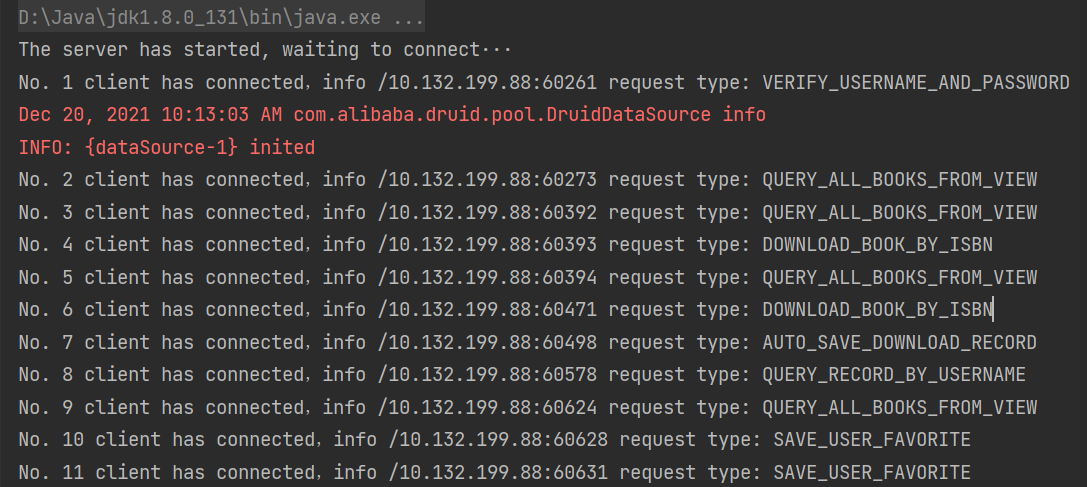 D:\Java\jdk1.8.0_131\bin\java.exe ...
The server has started, waiting to connect···
No. 1 client has connected, info /10.132.199.88:60261 request type: VERIFY_USERNAME_AND_PASSWORD
Dec 20, 2021 10:13:03 AM com.alibaba.druid.pool.DruidDataSource info
INFO: {dataSource-1} inited
No. 2 client has connected, info /10.132.199.88:60273 request type: QUERY_ALL_BOOKS_FROM_VIEW
No. 3 client has connected, info /10.132.199.88:60392 request type: QUERY_ALL_BOOKS_FROM_VIEW
No. 4 client has connected, info /10.132.199.88:60393 request type: DOWNLOAD_BOOK_BY_ISBN
No. 5 client has connected, info /10.132.199.88:60394 request type: QUERY_ALL_BOOKS_FROM_VIEW
No. 6 client has connected, info /10.132.199.88:60471 request type: DOWNLOAD_BOOK_BY_ISBN
No. 7 client has connected, info /10.132.199.88:60498 request type: AUTO_SAVE_DOWNLOAD_RECORD
No. 8 client has connected, info /10.132.199.88:60578 request type: QUERY_RECORD_BY_USERNAME
No. 9 client has connected, info /10.132.199.88:60624 request type: QUERY_ALL_BOOKS_FROM_VIEW
No. 10 client has connected, info /10.132.199.88:60628 request type: SAVE_USER_FAVORITE
No. 11 client has connected, info /10.132.199.88:60631 request type: SAVE_USER_FAVORITE